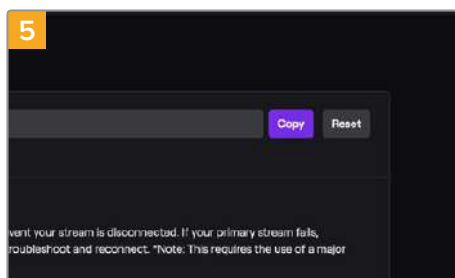 5
Copy Reset
vent your stream is disconnected. If your primary stream fails,
roubleshoot and reconnect. *Note: This requires the use of a major